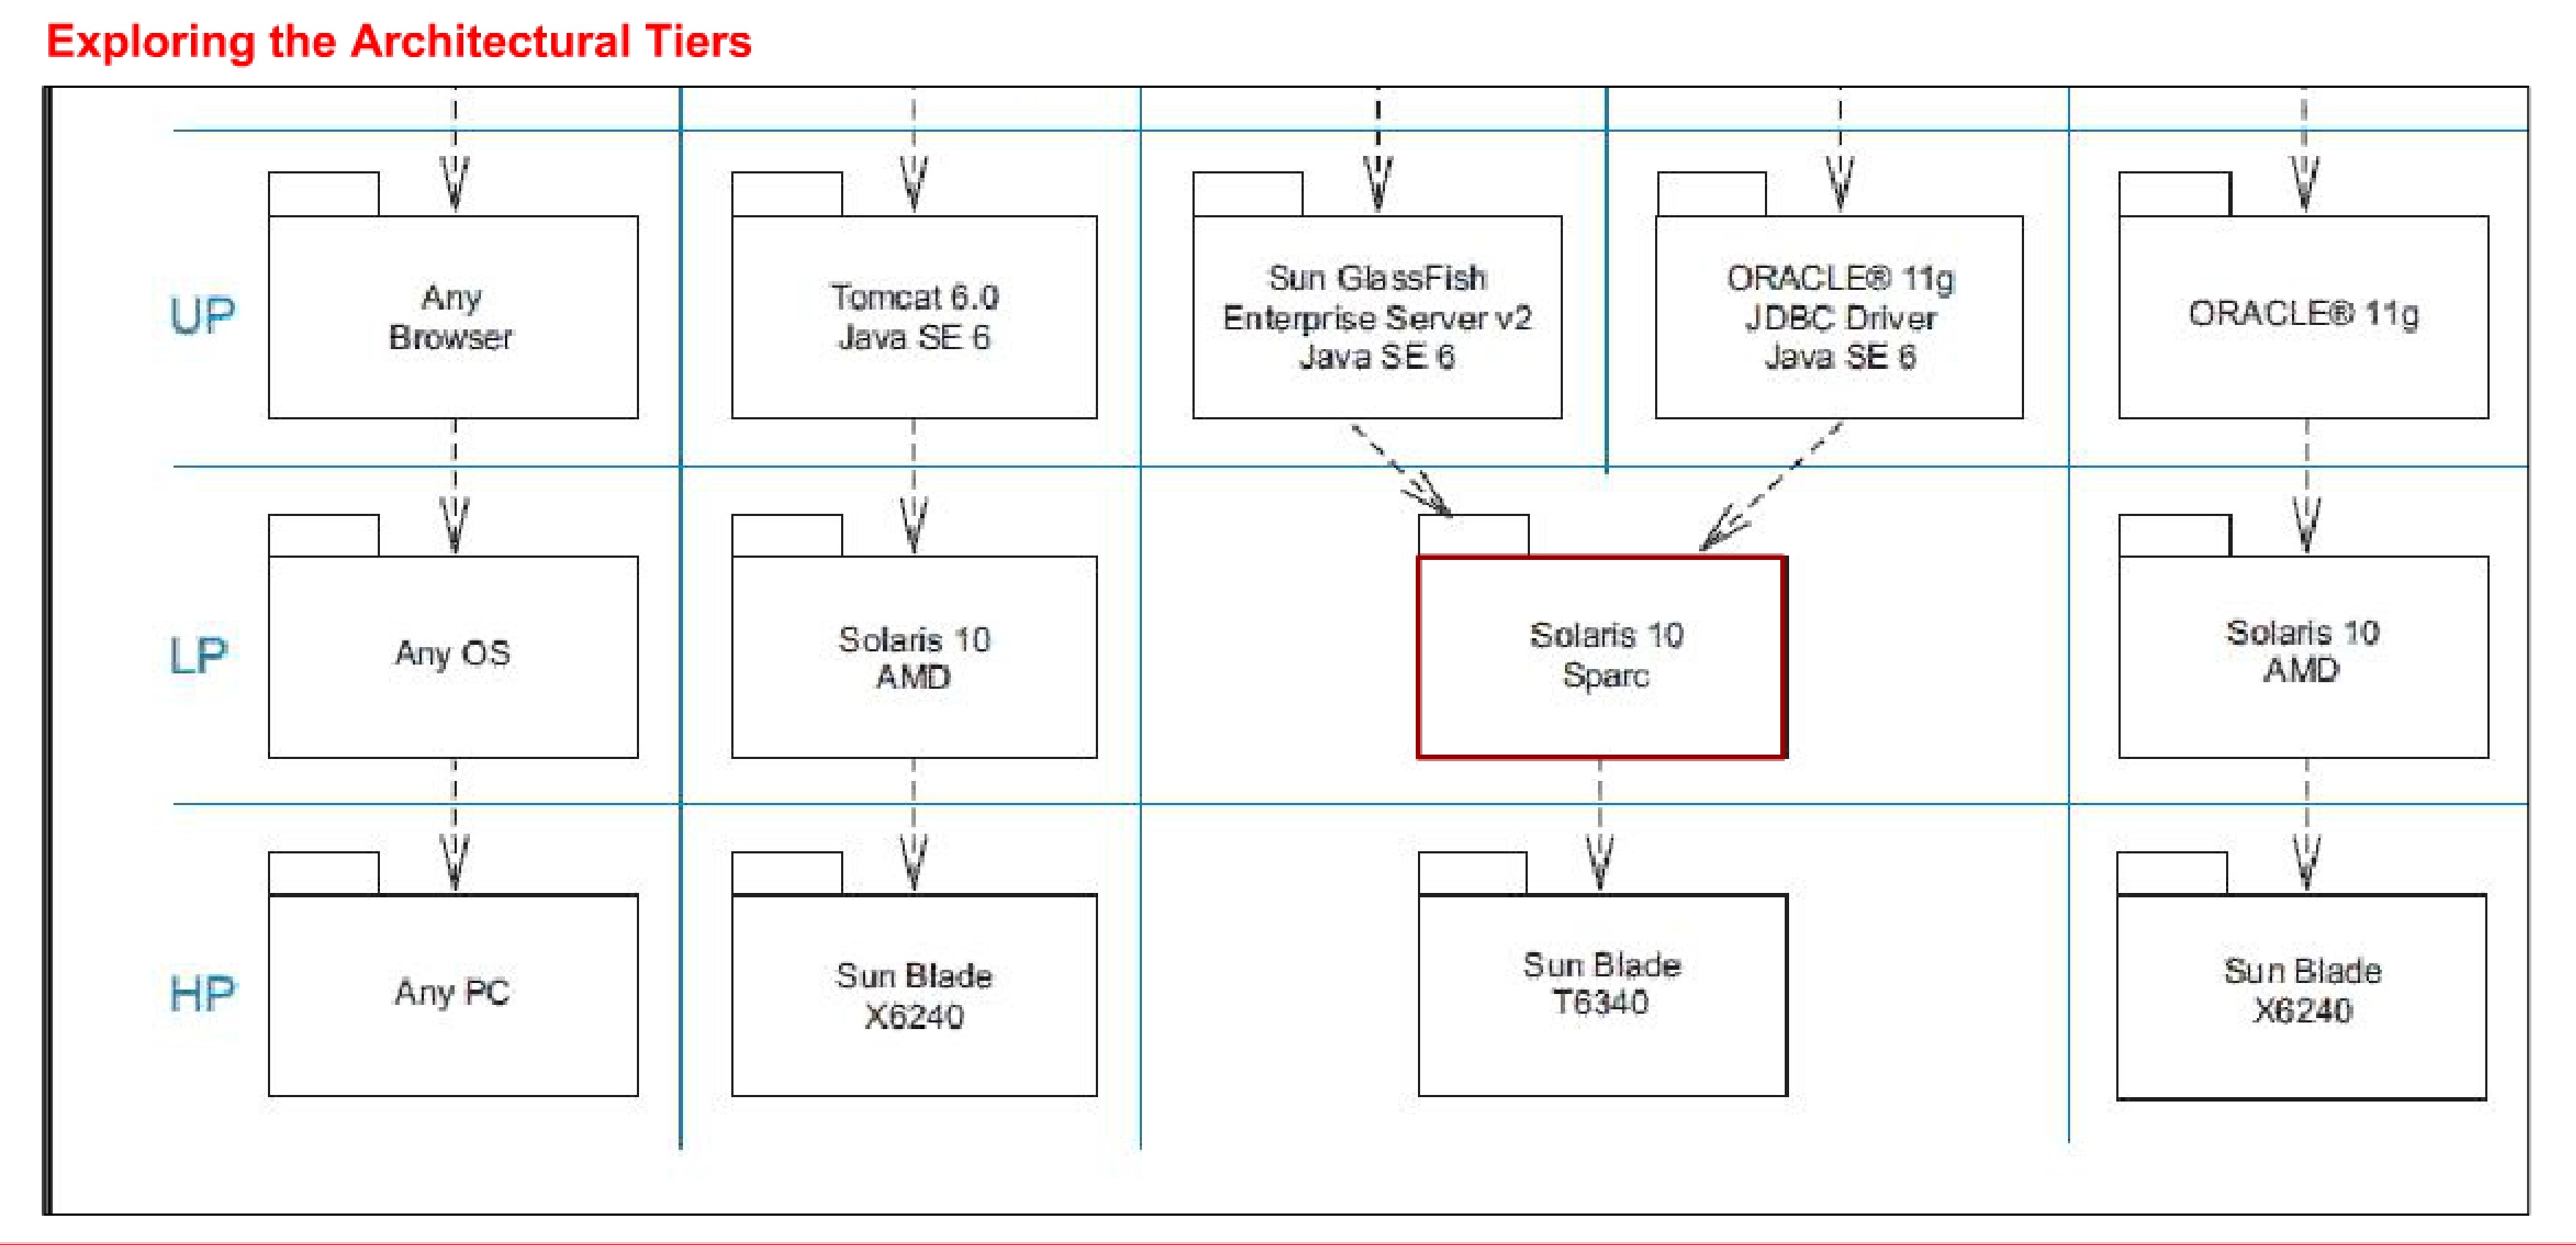 Exploring the Architectural Tiers
UP
Any
Browser
Tomcat 6.0
Java SE 6
Sun GlassFish
Enterprise Server v2
Java SE 6
ORACLE® 11g
JDBC Driver
Java SE 6
ORACLE® 11g
LP
Any OS
Solaris 10
AMD
Solaris 10
Sparc
Solaris 10
AMD
HP
Any PC
Sun Blade
X6240
Sun Blade
T6340
Sun Blade
X6240